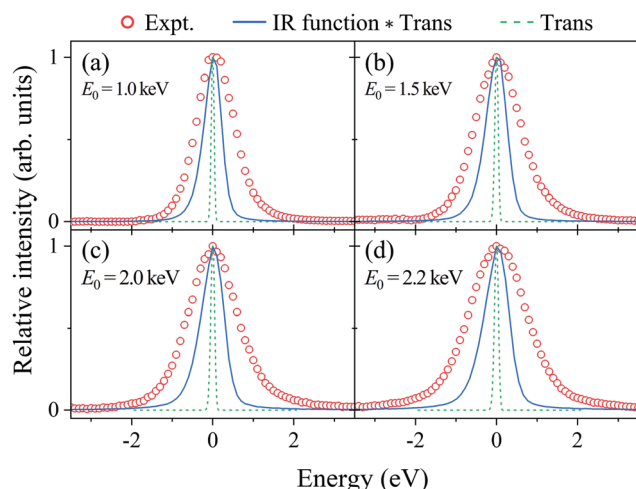 Expt. IR function * Trans Trans
Relative intensity (arb. units)
(a) (b)
E₀ = 1.0 keV E₀ = 1.5 keV
1
0
(c) (d)
E₀ = 2.0 keV E₀ = 2.2 keV
1
0
-2 0 2 -2 0 2
Energy (eV)